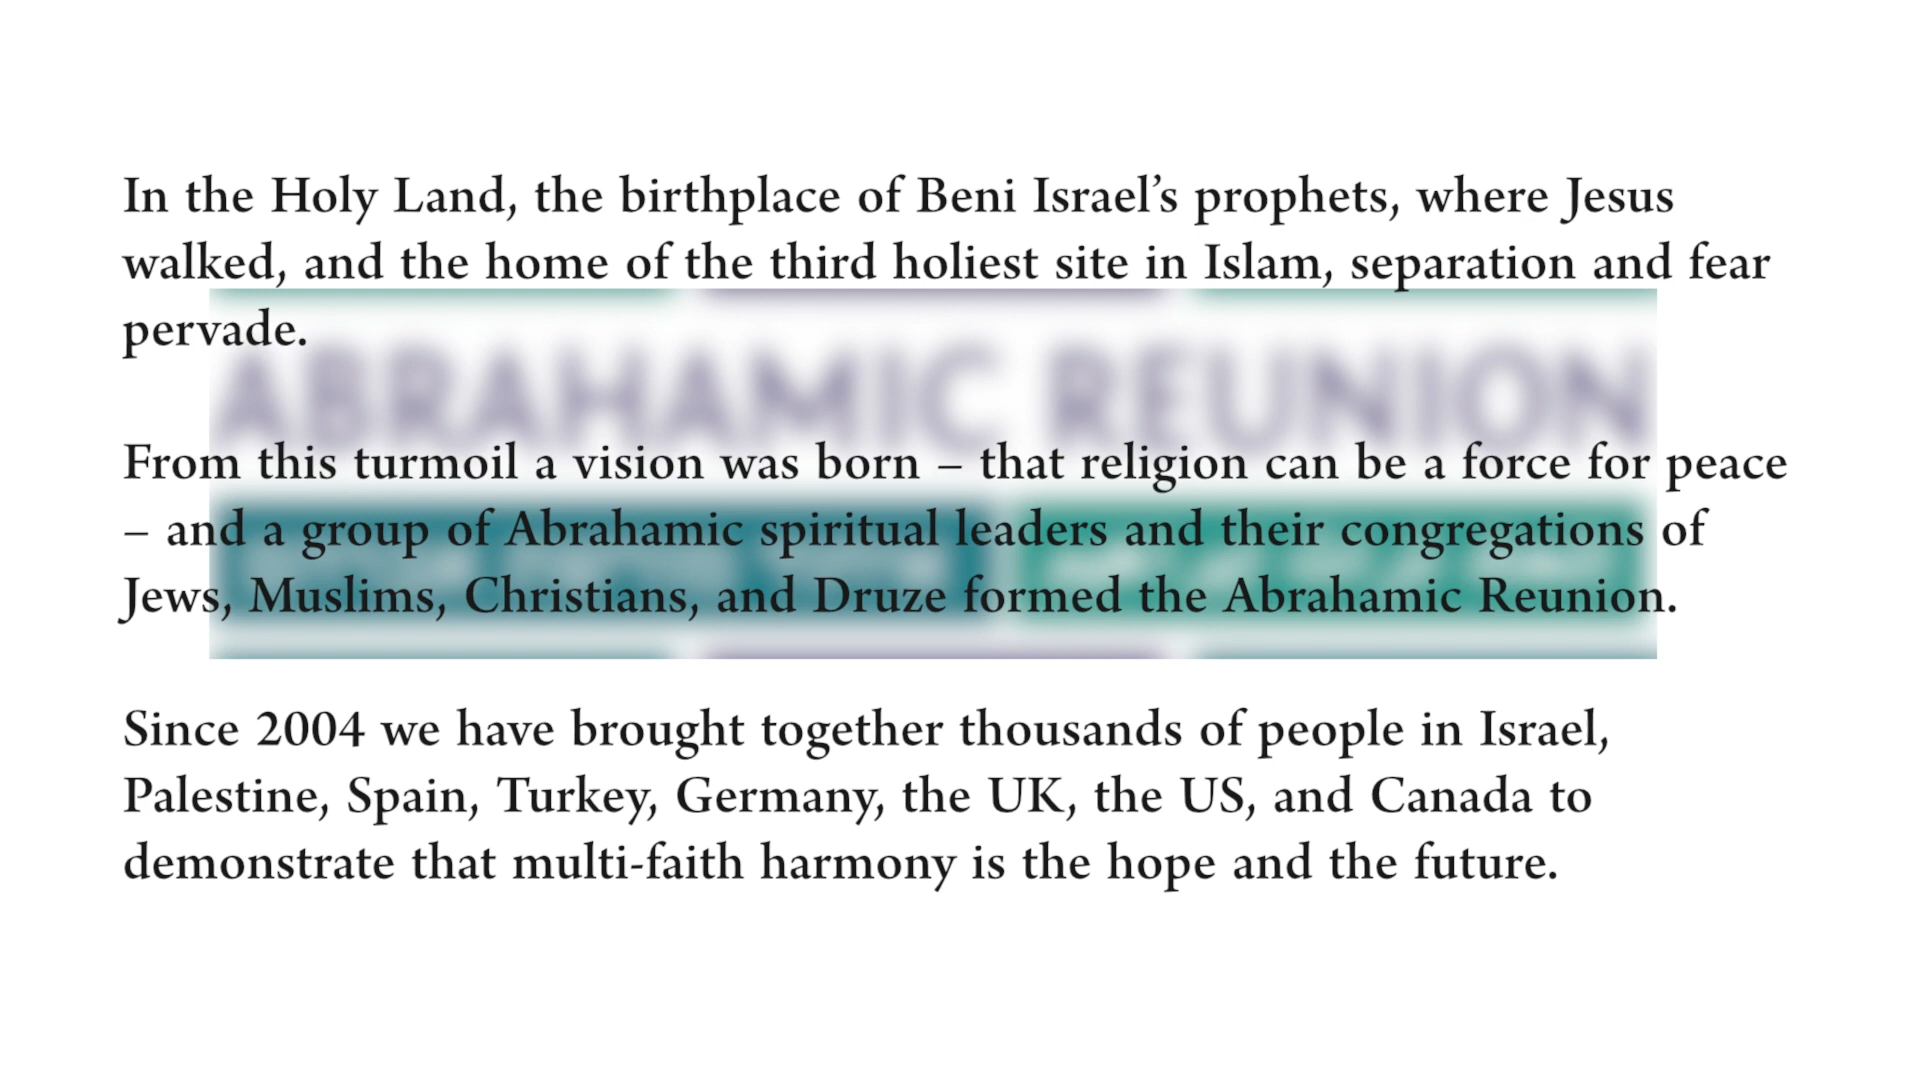 In the Holy Land, the birthplace of Beni Israel’s prophets, where Jesus
walked, and the home of the third holiest site in Islam, separation and fear
pervade.
ABRAHAMIC REUNION
From this turmoil a vision was born – that religion can be a force for peace
– and a group of Abrahamic spiritual leaders and their congregations of
Jews, Muslims, Christians, and Druze formed the Abrahamic Reunion.
Since 2004 we have brought together thousands of people in Israel,
Palestine, Spain, Turkey, Germany, the UK, the US, and Canada to
demonstrate that multi-faith harmony is the hope and the future.